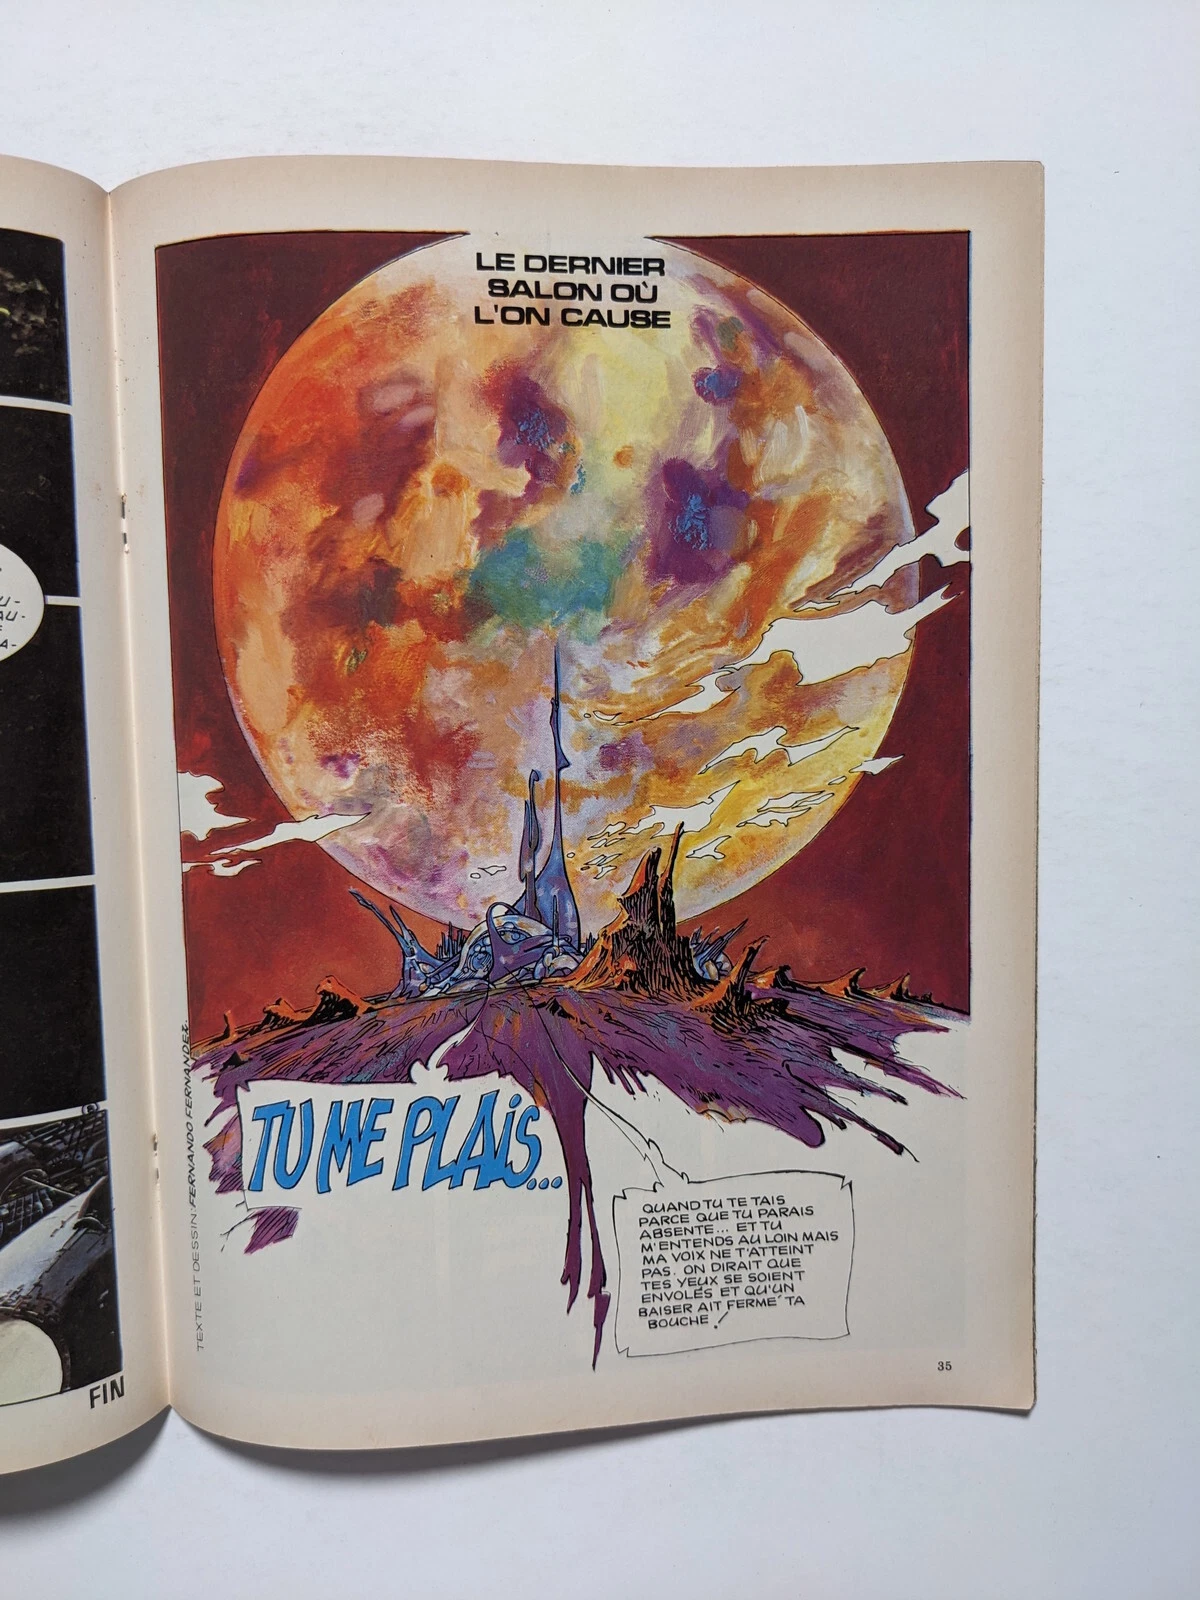 LE DERNIER
SALON OÙ
L'ON CAUSE
TU ME PLAiS...
QUAND TU TE TAIS
PARCE QUE TU PARAIS
ABSENTE... ET TU
M'ENTENDS AU LOIN MAIS
MA VOIX NE T'ATTEINT
PAS. ON DIRAIT QUE
TES YEUX SE SOIENT
ENVOLÉS ET QU'UN
BAISER AIT FERMÉ TA
BOUCHE!
TEXTE ET DESSIN: FERNANDO FERNANDEZ.
35
FIN